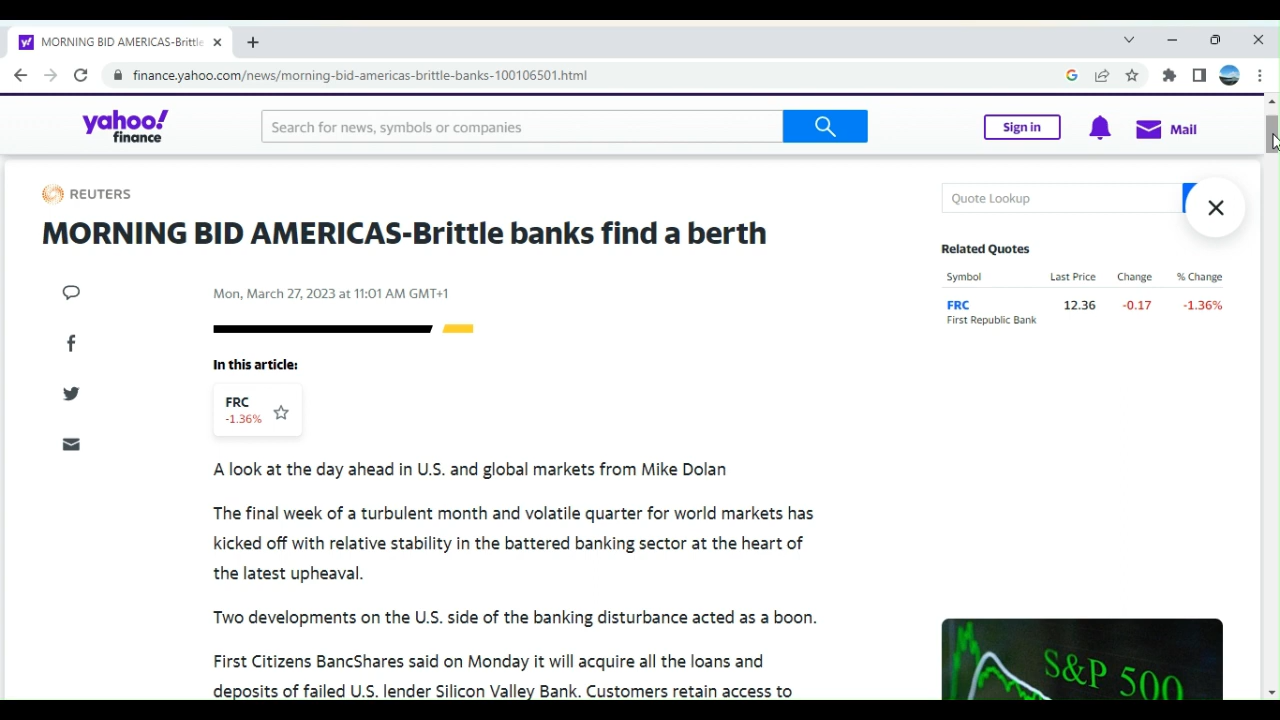 MORNING BID AMERICAS-Brittle
finance.yahoo.com/news/morning-bid-americas-brittle-banks-100106501.html
yahoo!
finance
Search for news, symbols or companies
Sign in
Mail
REUTERS
Quote Lookup
MORNING BID AMERICAS-Brittle banks find a berth
Related Quotes
Symbol Last Price Change % Change
FRC 12.36 -0.17 -1.36%
First Republic Bank
Mon, March 27, 2023 at 11:01 AM GMT+1
In this article:
FRC
-1.36%
A look at the day ahead in U.S. and global markets from Mike Dolan
The final week of a turbulent month and volatile quarter for world markets has
kicked off with relative stability in the battered banking sector at the heart of
the latest upheaval.
Two developments on the U.S. side of the banking disturbance acted as a boon.
First Citizens BancShares said on Monday it will acquire all the loans and
deposits of failed U.S. lender Silicon Valley Bank. Customers retain access to
S&P 500